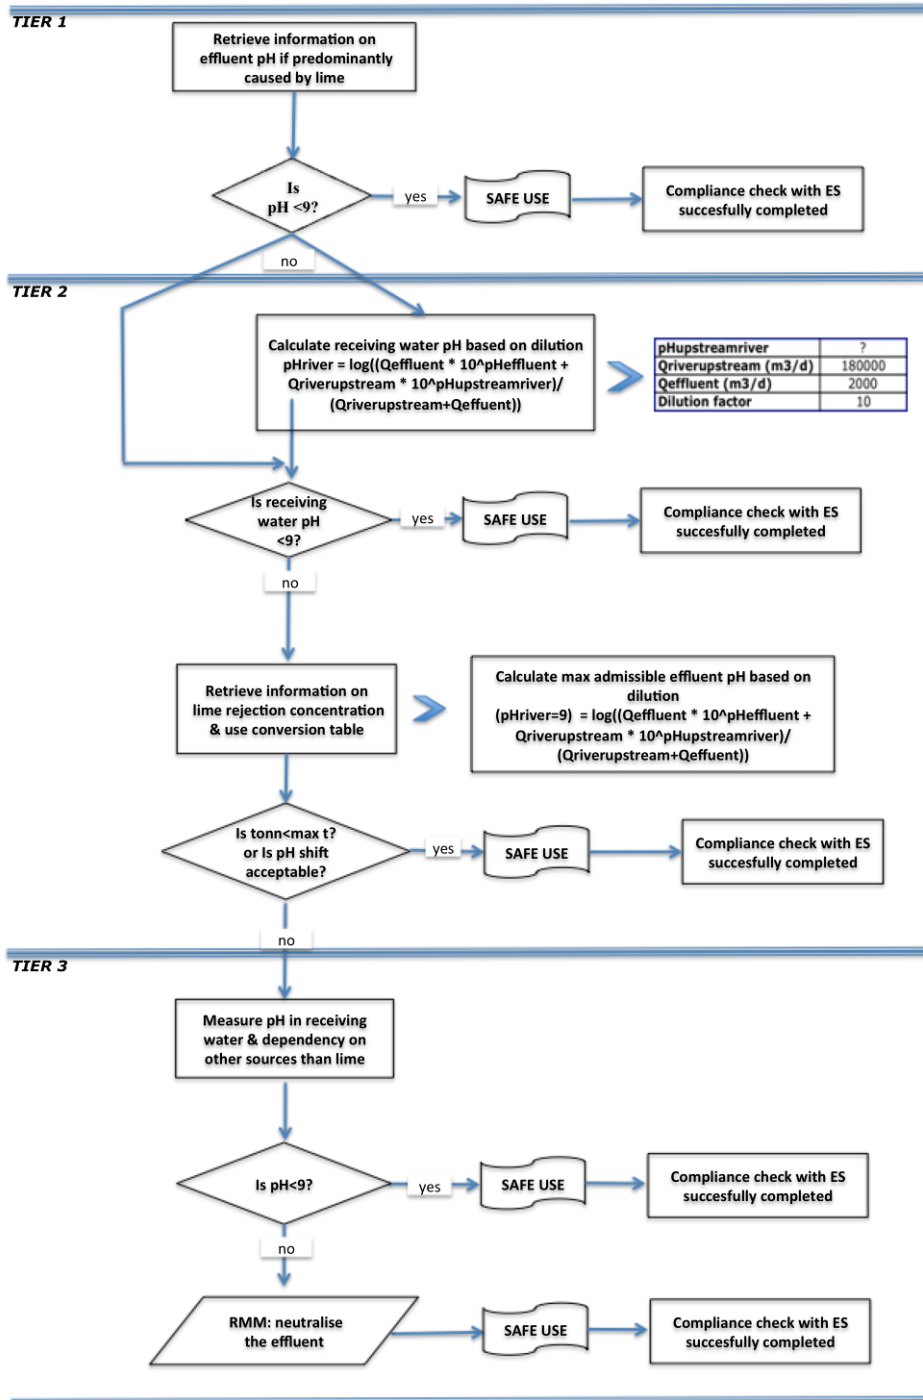 TIER 1
Retrieve information on
effluent pH if predominantly
caused by lime
Is
pH <9?
yes
SAFE USE
Compliance check with ES
succesfully completed
no
TIER 2
Calculate receiving water pH based on dilution
pHriver = log((Qeffluent * 10^pHeffluent +
Qriverupstream * 10^pHupstreamriver)/
(Qriverupstream+Qeffuent))
pHupstreamriver ?
Qriverupstream (m3/d) 180000
Qeffluent (m3/d) 2000
Dilution factor 10
Is receiving
water pH
<9?
yes
SAFE USE
Compliance check with ES
succesfully completed
no
Retrieve information on
lime rejection concentration
& use conversion table
Calculate max admissible effluent pH based on
dilution
(pHriver=9) = log((Qeffluent * 10^pHeffluent +
Qriverupstream * 10^pHupstreamriver)/
(Qriverupstream+Qeffuent))
Is tonn<max t?
or Is pH shift
acceptable?
yes
SAFE USE
Compliance check with ES
succesfully completed
no
TIER 3
Measure pH in receiving
water & dependency on
other sources than lime
Is pH<9?
yes
SAFE USE
Compliance check with ES
succesfully completed
no
RMM: neutralise
the effluent
SAFE USE
Compliance check with ES
succesfully completed